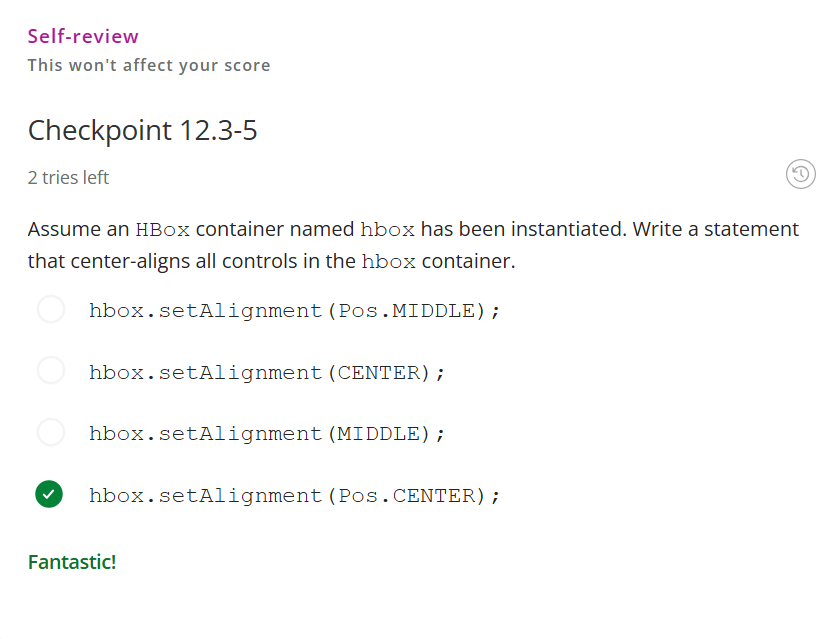 Self-review
This won't affect your score
Checkpoint 12.3-5
2 tries left
Assume an HBox container named hbox has been instantiated. Write a statement
that center-aligns all controls in the hbox container.
hbox.setAlignment(Pos.MIDDLE);
hbox.setAlignment(CENTER);
hbox.setAlignment(MIDDLE);
hbox.setAlignment(Pos.CENTER);
Fantastic!